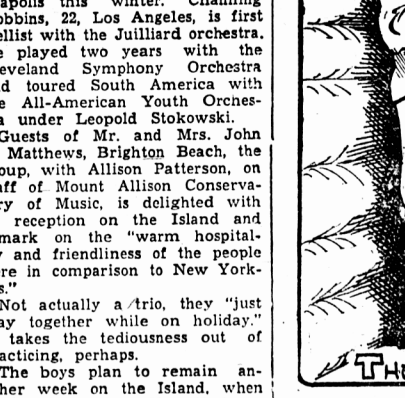 apolis this winter. Channing
obbins, 22, Los Angeles, is first
ellist with the Juilliard orchestra.
e played two years with the
eveland Symphony Orchestra
d toured South America with
e All-American Youth Orches-
a under Leopold Stokowski.
Guests of Mr. and Mrs. John
Matthews, Brighton Beach, the
oup, with Allison Patterson, on
aff of Mount Allison Conserva-
ry of Music, is delighted with
reception on the Island and
mark on the "warm hospital-
y and friendliness of the people
re in comparison to New York-
s."
Not actually a trio, they "just
ay together while on holiday."
takes the tediousness out of
acticing, perhaps.
The boys plan to remain an-
her week on the Island, when
TH